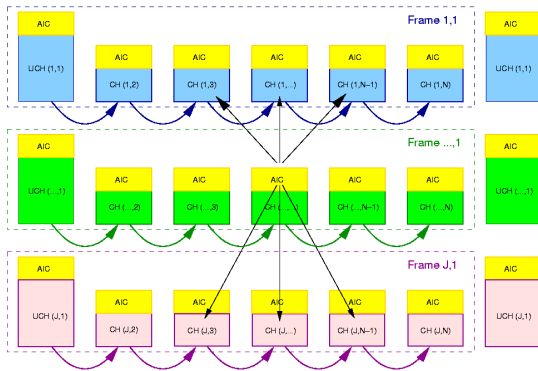 Frame 1,1
AIC
AIC
UCH (1,1)
UCH (1,1)
AIC
AIC
AIC
AIC
AIC
CH (1,2)
CH (1,3)
CH (1,...)
CH (1,N−1)
CH (1,N)
Frame ...,1
AIC
AIC
UCH (...,1)
UCH (...,1)
AIC
AIC
AIC
AIC
AIC
CH (...,2)
CH (...,3)
CH (...,...)
CH (...,N−1)
CH (...,N)
Frame J,1
AIC
AIC
UCH (J,1)
UCH (J,1)
AIC
AIC
AIC
AIC
AIC
CH (J,2)
CH (J,3)
CH (J,...)
CH (J,N−1)
CH (J,N)